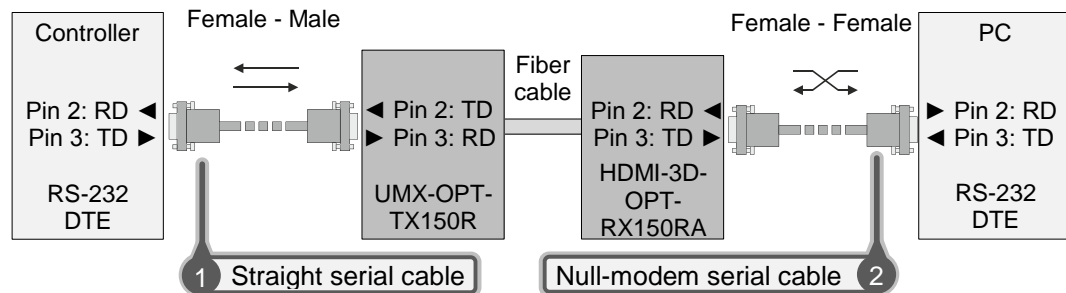 Female - Male
Female - Female
Controller
Pin 2: RD
Pin 3: TD
RS-232
DTE
Pin 2: TD
Pin 3: RD
UMX-OPT-
TX150R
Fiber
cable
Pin 2: RD
Pin 3: TD
HDMI-3D-
OPT-
RX150RA
PC
Pin 2: RD
Pin 3: TD
RS-232
DTE
1 Straight serial cable
Null-modem serial cable 2